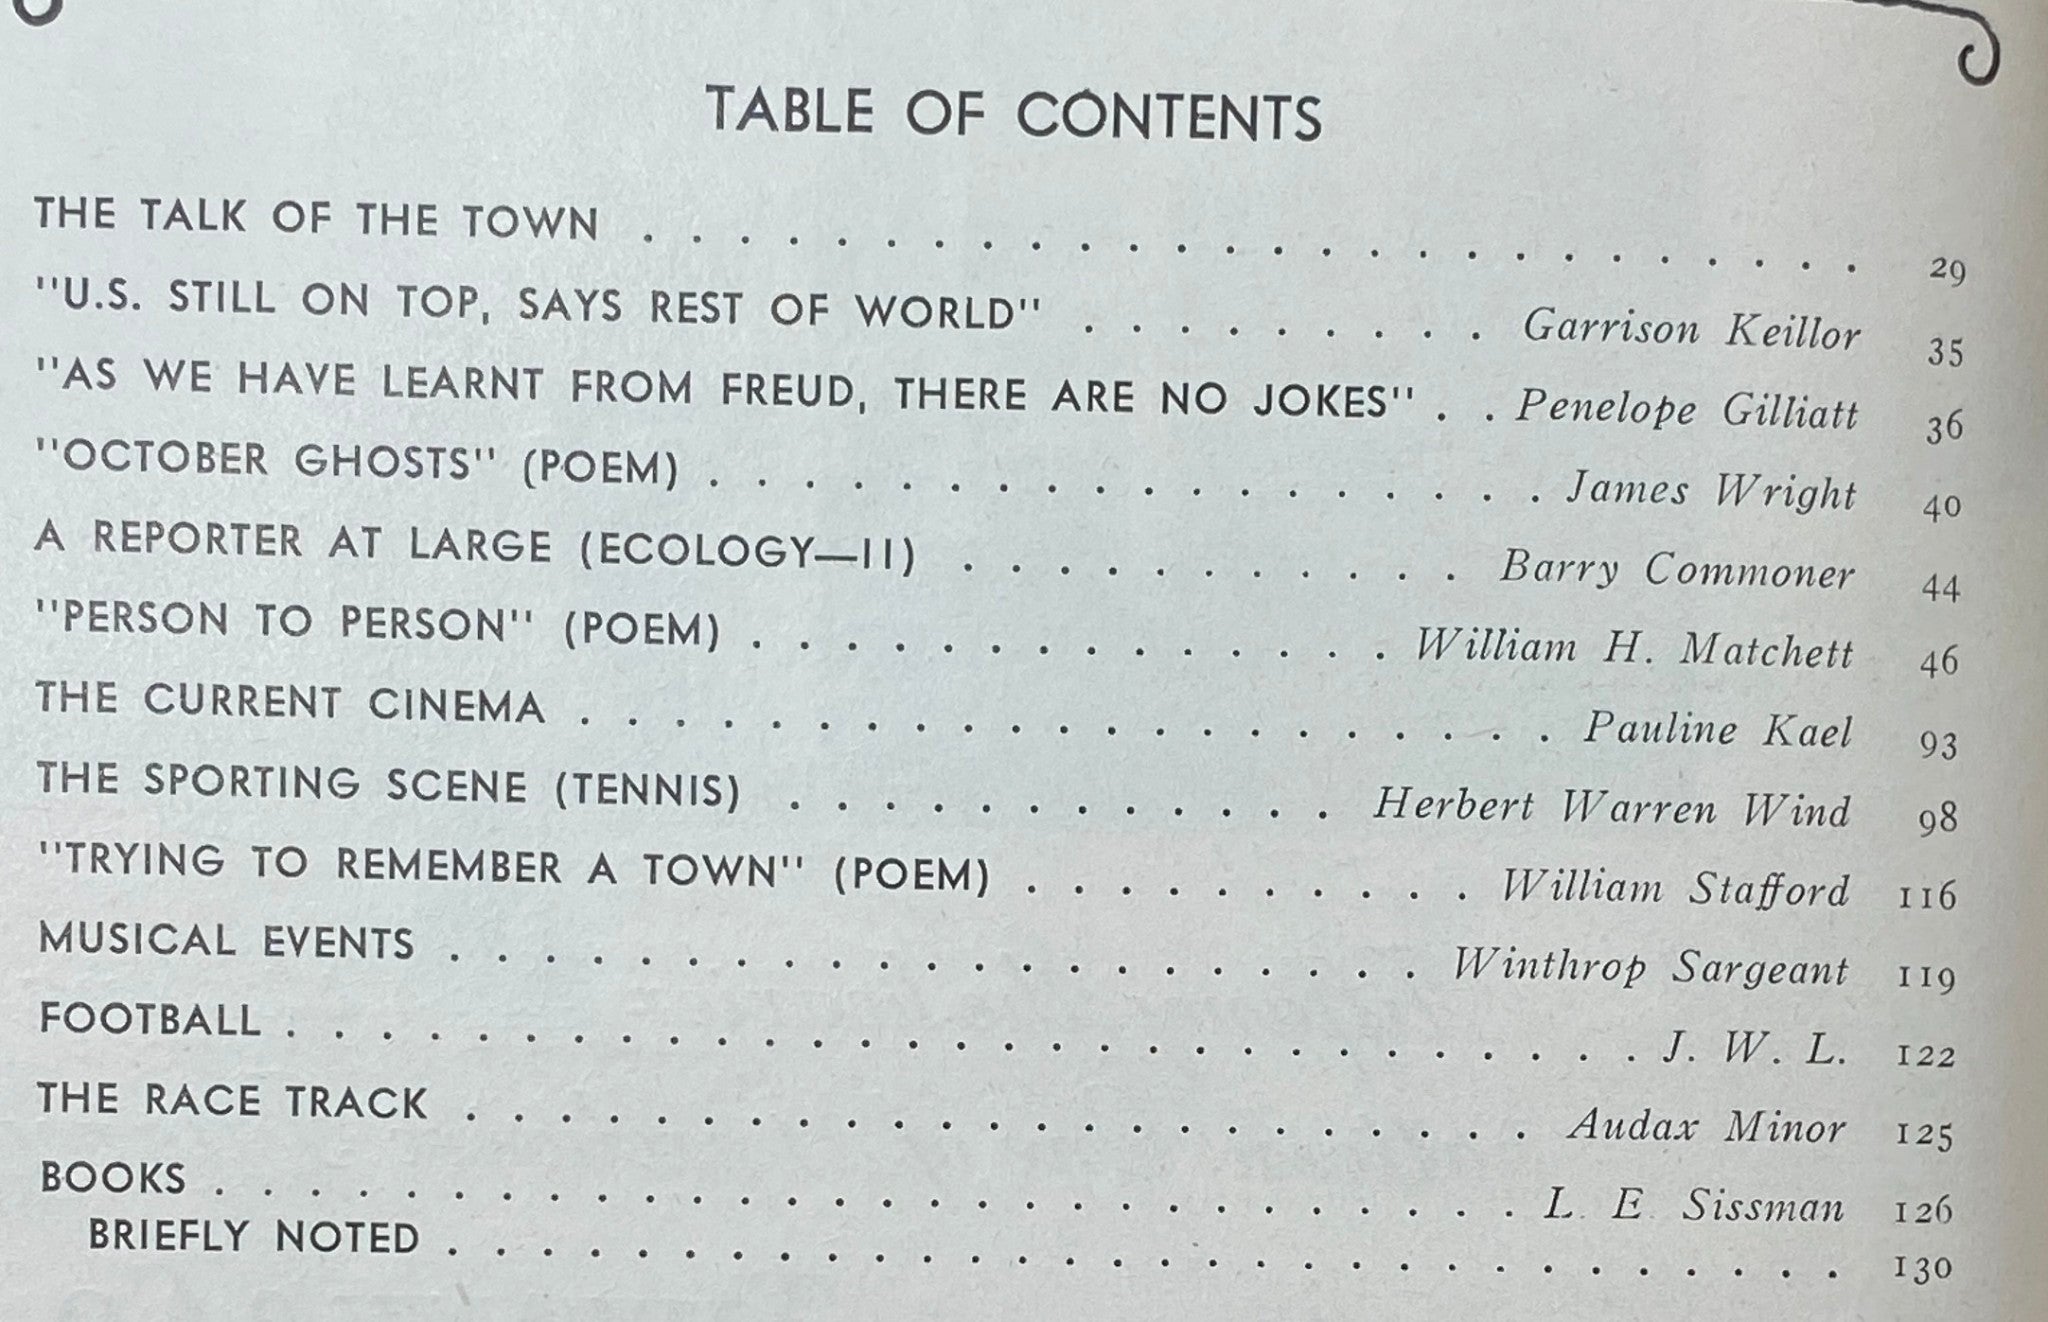 TABLE OF CONTENTS
THE TALK OF THE TOWN . . . . . . . . . . . . . . . . . . . . . . . . . . 29
"U.S. STILL ON TOP, SAYS REST OF WORLD" . . . . . . . . . Garrison Keillor 35
"AS WE HAVE LEARNT FROM FREUD, THERE ARE NO JOKES" . . Penelope Gilliatt 36
"OCTOBER GHOSTS" (POEM) . . . . . . . . . . . . . . . . . . James Wright 40
A REPORTER AT LARGE (ECOLOGY—II) . . . . . . . . . . . Barry Commoner 44
"PERSON TO PERSON" (POEM) . . . . . . . . . . . . . . William H. Matchett 46
THE CURRENT CINEMA . . . . . . . . . . . . . . . . . . . . . Pauline Kael 93
THE SPORTING SCENE (TENNIS) . . . . . . . . . . . . Herbert Warren Wind 98
"TRYING TO REMEMBER A TOWN" (POEM) . . . . . . . . . . William Stafford 116
MUSICAL EVENTS . . . . . . . . . . . . . . . . . . . . . Winthrop Sargeant 119
FOOTBALL . . . . . . . . . . . . . . . . . . . . . . . . . . . . . J. W. L. 122
THE RACE TRACK . . . . . . . . . . . . . . . . . . . . . . . Audax Minor 125
BOOKS . . . . . . . . . . . . . . . . . . . . . . . . . . . . L. E. Sissman 126
BRIEFLY NOTED . . . . . . . . . . . . . . . . . . . . . . . . . . . . . . 130